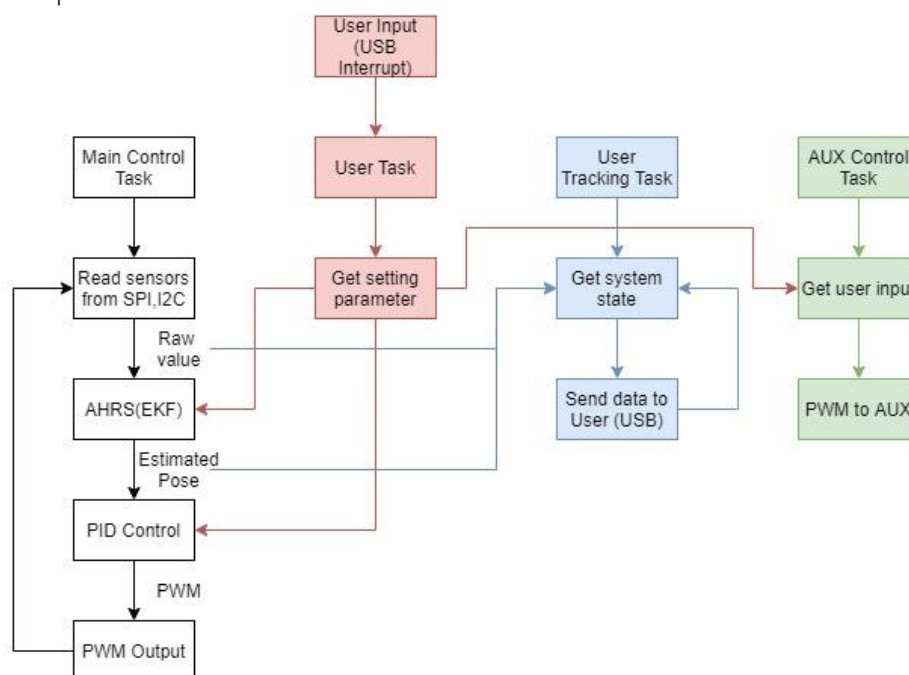 User Input
(USB
Interrupt)
Main Control
Task
User Task
User
Tracking Task
AUX Control
Task
Read sensors
from SPI,I2C
Get setting
parameter
Get system
state
Get user input
Raw
value
AHRS(EKF)
Send data to
User (USB)
PWM to AUX
Estimated
Pose
PID Control
PWM
PWM Output